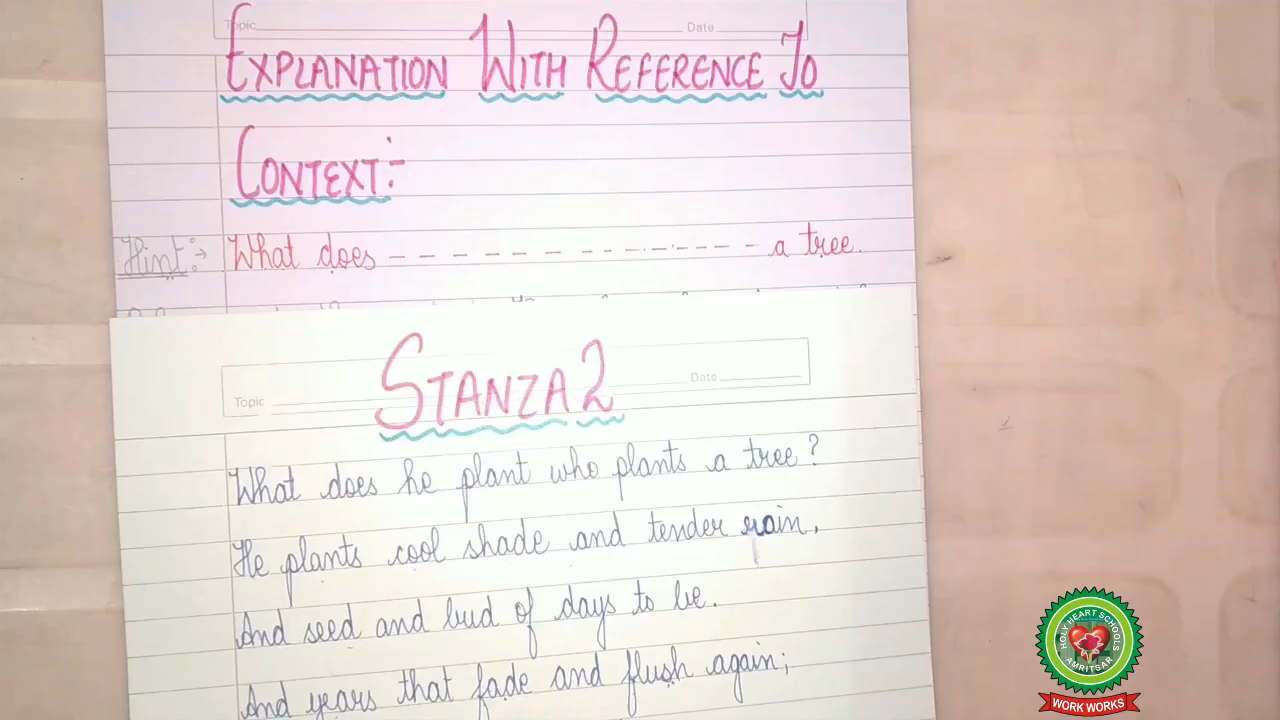 Topic Date
EXPLANATION WITH REFERENCE TO
CONTEXT:-
Hint:→ What does - - - - - - - - - - - - - a tree.
STANZA 2
Topic Date
What does he plant who plants a tree?
He plants cool shade and tender rain,
And seed and bud of days to be.
And years that fade and flush again;
HOLY HEART SCHOOLS
AMRITSAR
WORK WORKS